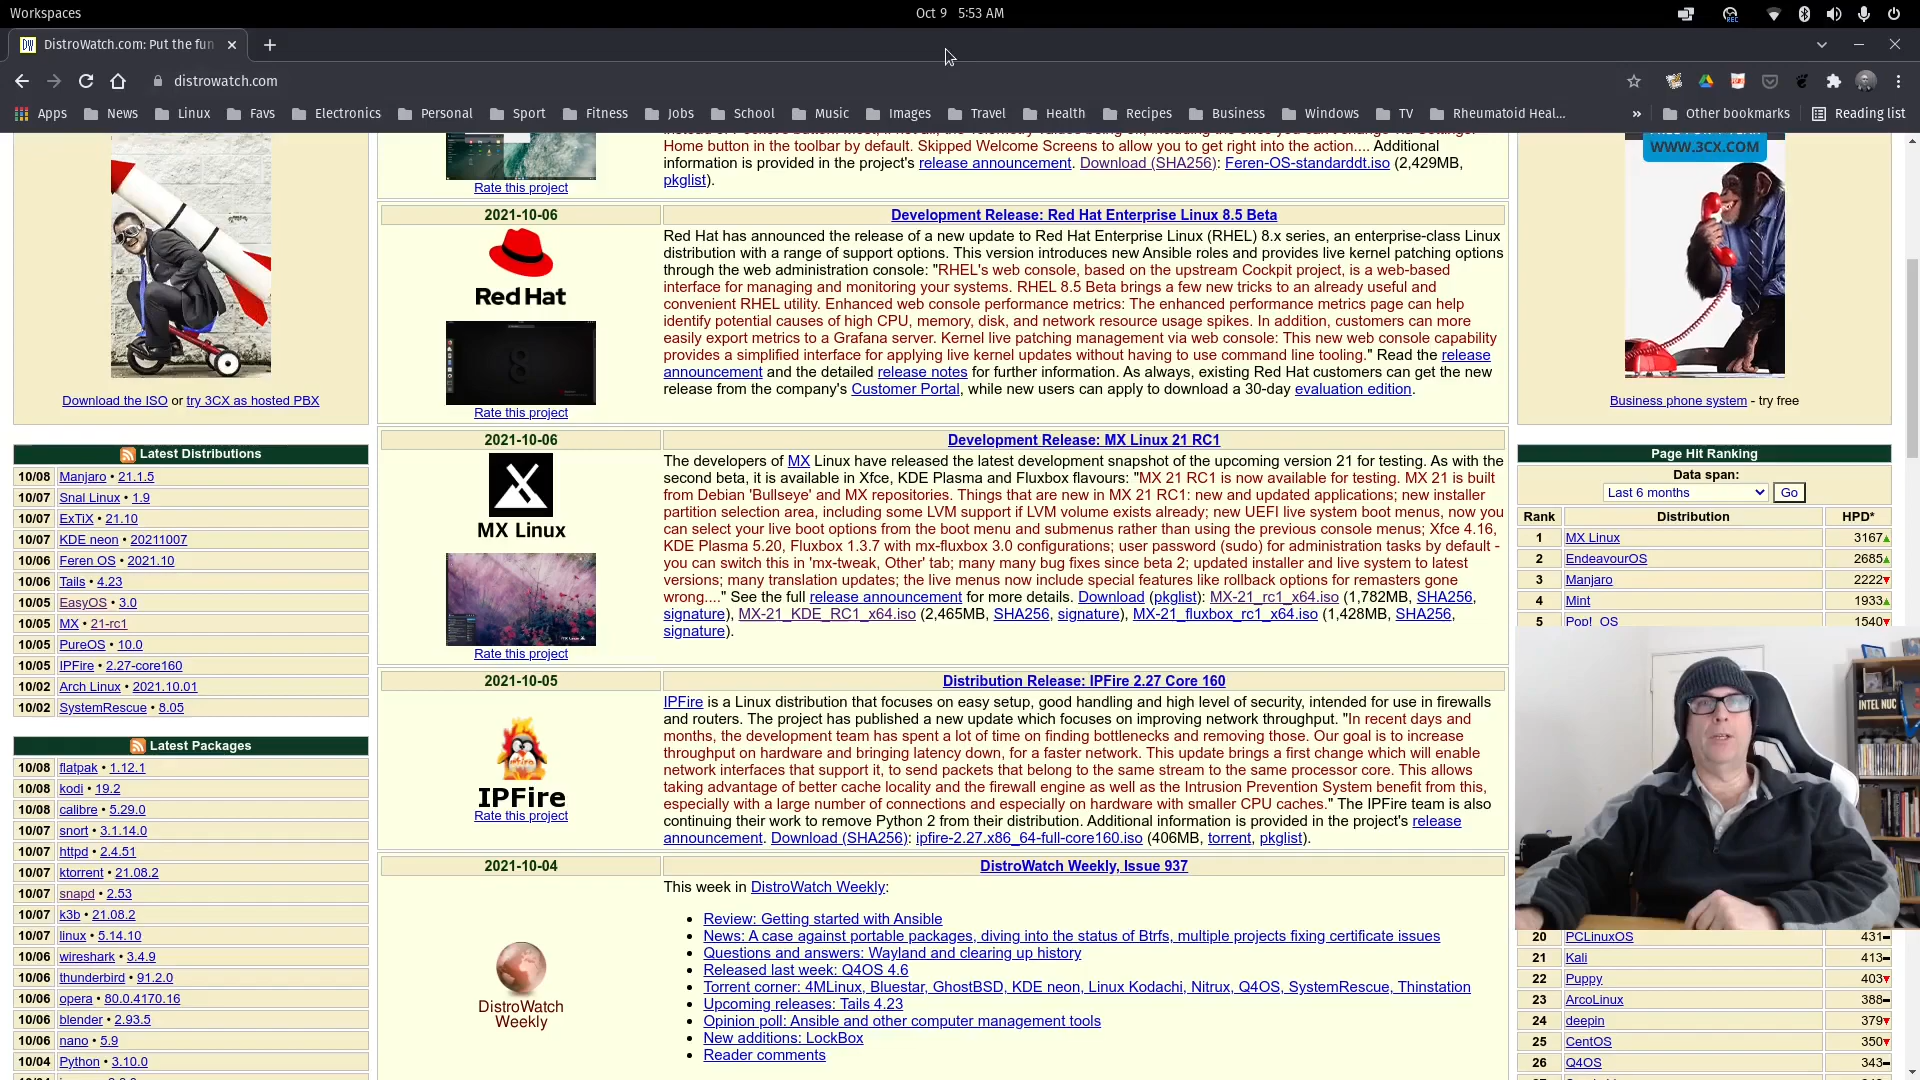 Workspaces
Oct 9 5:53 AM
DistroWatch.com: Put the fun
distrowatch.com
Apps
News
Linux
Favs
Electronics
Personal
Sport
Fitness
Jobs
School
Music
Images
Travel
Health
Recipes
Business
Windows
TV
Rheumatoid Heal...
»
Other bookmarks
Reading list
Download the ISO or try 3CX as hosted PBX
Latest Distributions
10/08 Manjaro • 21.1.5
10/07 Snal Linux • 1.9
10/07 ExTiX • 21.10
10/07 KDE neon • 20211007
10/06 Feren OS • 2021.10
10/06 Tails • 4.23
10/05 EasyOS • 3.0
10/05 MX • 21-rc1
10/05 PureOS • 10.0
10/05 IPFire • 2.27-core160
10/02 Arch Linux • 2021.10.01
10/02 SystemRescue • 8.05
Latest Packages
10/08 flatpak • 1.12.1
10/08 kodi • 19.2
10/08 calibre • 5.29.0
10/07 snort • 3.1.14.0
10/07 httpd • 2.4.51
10/07 ktorrent • 21.08.2
10/07 snapd • 2.53
10/07 k3b • 21.08.2
10/07 linux • 5.14.10
10/06 wireshark • 3.4.9
10/06 thunderbird • 91.2.0
10/06 opera • 80.0.4170.16
10/06 blender • 2.93.5
10/06 nano • 5.9
10/04 Python • 3.10.0
Rate this project
Home button in the toolbar by default. Skipped Welcome Screens to allow you to get right into the action.... Additional
information is provided in the project's release announcement. Download (SHA256): Feren-OS-standarddt.iso (2,429MB,
pkglist).
2021-10-06
Development Release: Red Hat Enterprise Linux 8.5 Beta
Red Hat
Rate this project
Red Hat has announced the release of a new update to Red Hat Enterprise Linux (RHEL) 8.x series, an enterprise-class Linux
distribution with a range of support options. This version introduces new Ansible roles and provides live kernel patching options
through the web administration console: "RHEL's web console, based on the upstream Cockpit project, is a web-based
interface for managing and monitoring your systems. RHEL 8.5 Beta brings a few new tricks to an already useful and
convenient RHEL utility. Enhanced web console performance metrics: The enhanced performance metrics page can help
identify potential causes of high CPU, memory, disk, and network resource usage spikes. In addition, customers can more
easily export metrics to a Grafana server. Kernel live patching management via web console: This new web console capability
provides a simplified interface for applying live kernel updates without having to use command line tooling." Read the release
announcement and the detailed release notes for further information. As always, existing Red Hat customers can get the new
release from the company's Customer Portal, while new users can apply to download a 30-day evaluation edition.
2021-10-06
Development Release: MX Linux 21 RC1
MX Linux
Rate this project
The developers of MX Linux have released the latest development snapshot of the upcoming version 21 for testing. As with the
second beta, it is available in Xfce, KDE Plasma and Fluxbox flavours: "MX 21 RC1 is now available for testing. MX 21 is built
from Debian 'Bullseye' and MX repositories. Things that are new in MX 21 RC1: new and updated applications; new installer
partition selection area, including some LVM support if LVM volume exists already; new UEFI live system boot menus, now you
can select your live boot options from the boot menu and submenus rather than using the previous console menus; Xfce 4.16,
KDE Plasma 5.20, Fluxbox 1.3.7 with mx-fluxbox 3.0 configurations; user password (sudo) for administration tasks by default -
you can switch this in 'mx-tweak, Other' tab; many many bug fixes since beta 2; updated installer and live system to latest
versions; many translation updates; the live menus now include special features like rollback options for remasters gone
wrong...." See the full release announcement for more details. Download (pkglist): MX-21_rc1_x64.iso (1,782MB, SHA256,
signature), MX-21_KDE_RC1_x64.iso (2,465MB, SHA256, signature), MX-21_fluxbox_rc1_x64.iso (1,428MB, SHA256,
signature).
2021-10-05
Distribution Release: IPFire 2.27 Core 160
IPFire
Rate this project
IPFire is a Linux distribution that focuses on easy setup, good handling and high level of security, intended for use in firewalls
and routers. The project has published a new update which focuses on improving network throughput. "In recent days and
months, the development team has spent a lot of time on finding bottlenecks and removing those. Our goal is to increase
throughput on hardware and bringing latency down, for a faster network. This update brings a first change which will enable
network interfaces that support it, to send packets that belong to the same stream to the same processor core. This allows
taking advantage of better cache locality and the firewall engine as well as the Intrusion Prevention System benefit from this,
especially with a large number of connections and especially on hardware with smaller CPU caches." The IPFire team is also
continuing their work to remove Python 2 from their distribution. Additional information is provided in the project's release
announcement. Download (SHA256): ipfire-2.27.x86_64-full-core160.iso (406MB, torrent, pkglist).
2021-10-04
DistroWatch Weekly, Issue 937
DistroWatch
Weekly
This week in DistroWatch Weekly:
• Review: Getting started with Ansible
• News: A case against portable packages, diving into the status of Btrfs, multiple projects fixing certificate issues
• Questions and answers: Wayland and clearing up history
• Released last week: Q4OS 4.6
• Torrent corner: 4MLinux, Bluestar, GhostBSD, KDE neon, Linux Kodachi, Nitrux, Q4OS, SystemRescue, Thinstation
• Upcoming releases: Tails 4.23
• Opinion poll: Ansible and other computer management tools
• New additions: LockBox
• Reader comments
WWW.3CX.COM
Business phone system - try free
Page Hit Ranking
Data span:
Last 6 months Go
Rank Distribution HPD*
1 MX Linux 3167
2 EndeavourOS 2685
3 Manjaro 2222
4 Mint 1933
5 Pop!_OS 1540
INTEL NUC
20 PCLinuxOS 431
21 Kali 413
22 Puppy 403
23 ArcoLinux 388
24 deepin 379
25 CentOS 350
26 Q4OS 343